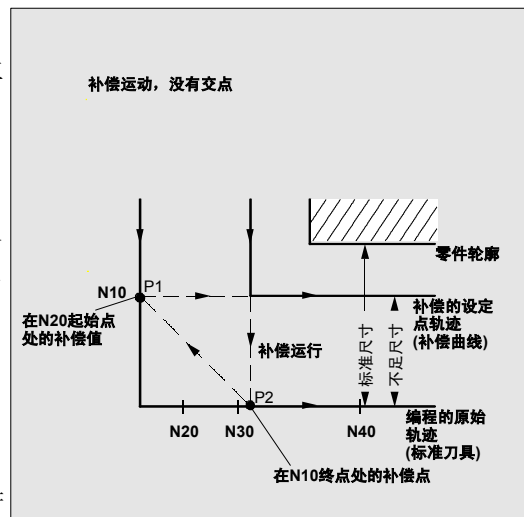 补偿运动，没有交点
零件轮廓
N10
P1
在N20起始点
处的补偿值
补偿的设定
点轨迹
(补偿曲线)
补偿运行
标准尺寸
不足尺寸
P2
N20
N30
N40
编程的原始
轨迹
(标准刀具)
在N10终点处的补偿点